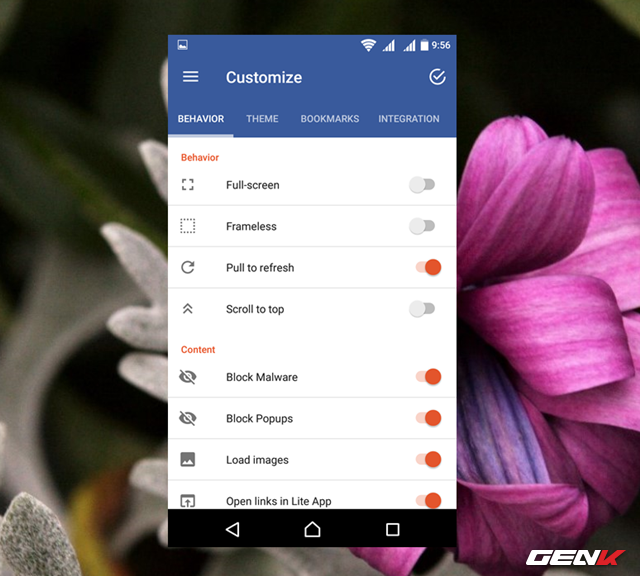 9:56
Customize
BEHAVIOR THEME BOOKMARKS INTEGRATION
Behavior
Full-screen
Frameless
Pull to refresh
Scroll to top
Content
Block Malware
Block Popups
Load images
Open links in Lite App
GENK